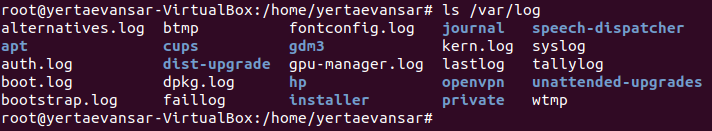 root@yertaevansar-VirtualBox:/home/yertaevansar# ls /var/log
alternatives.log btmp fontconfig.log journal speech-dispatcher
apt cups gdm3 kern.log syslog
auth.log dist-upgrade gpu-manager.log lastlog tallylog
boot.log dpkg.log hp openvpn unattended-upgrades
bootstrap.log faillog installer private wtmp
root@yertaevansar-VirtualBox:/home/yertaevansar#